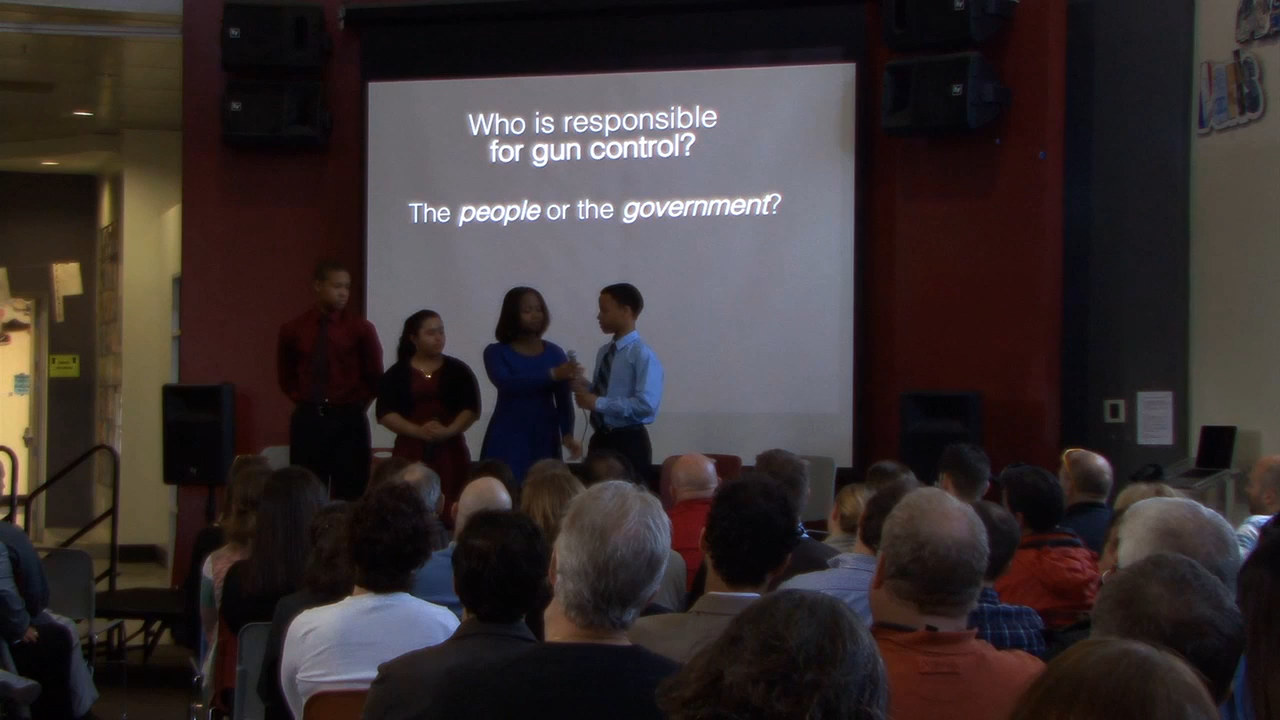 Who is responsible
for gun control?
The people or the government?